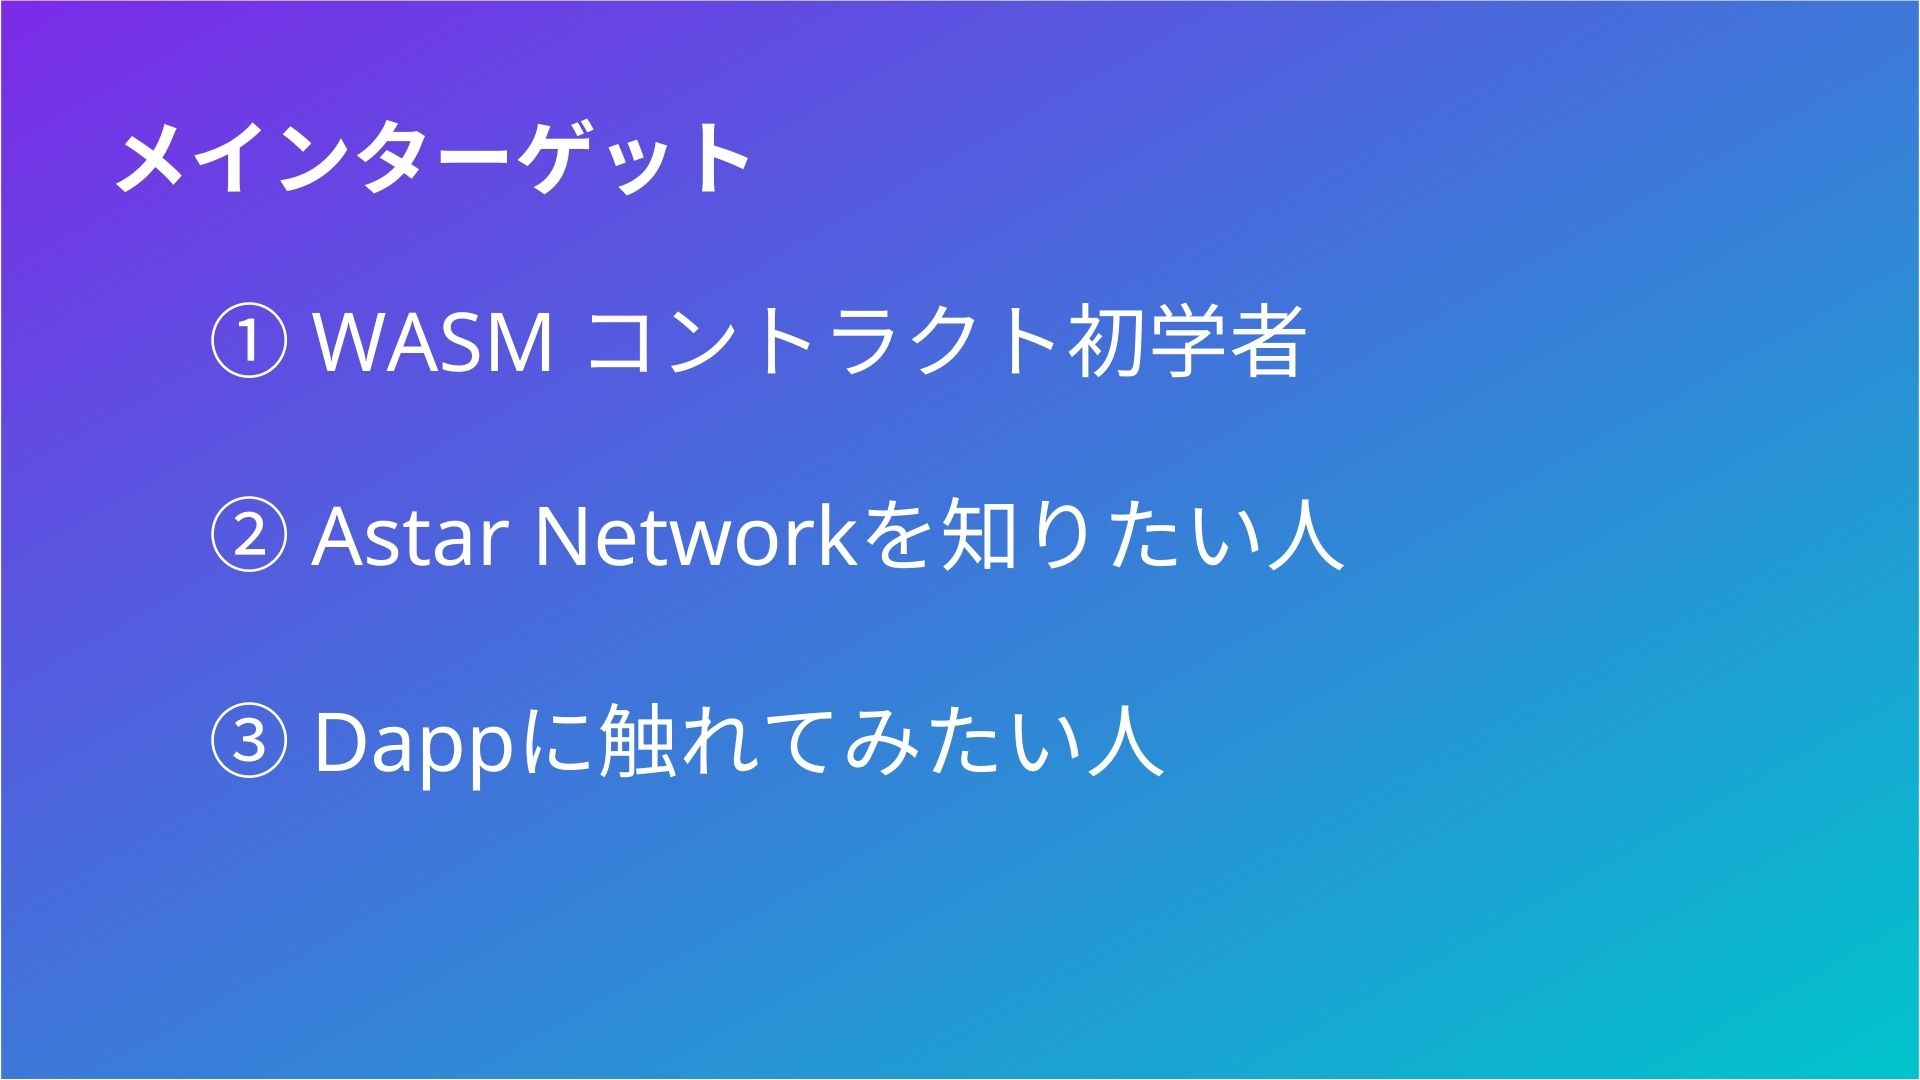 メインターゲット
① WASM コントラクト初学者
② Astar Networkを知りたい人
③ Dappに触れてみたい人